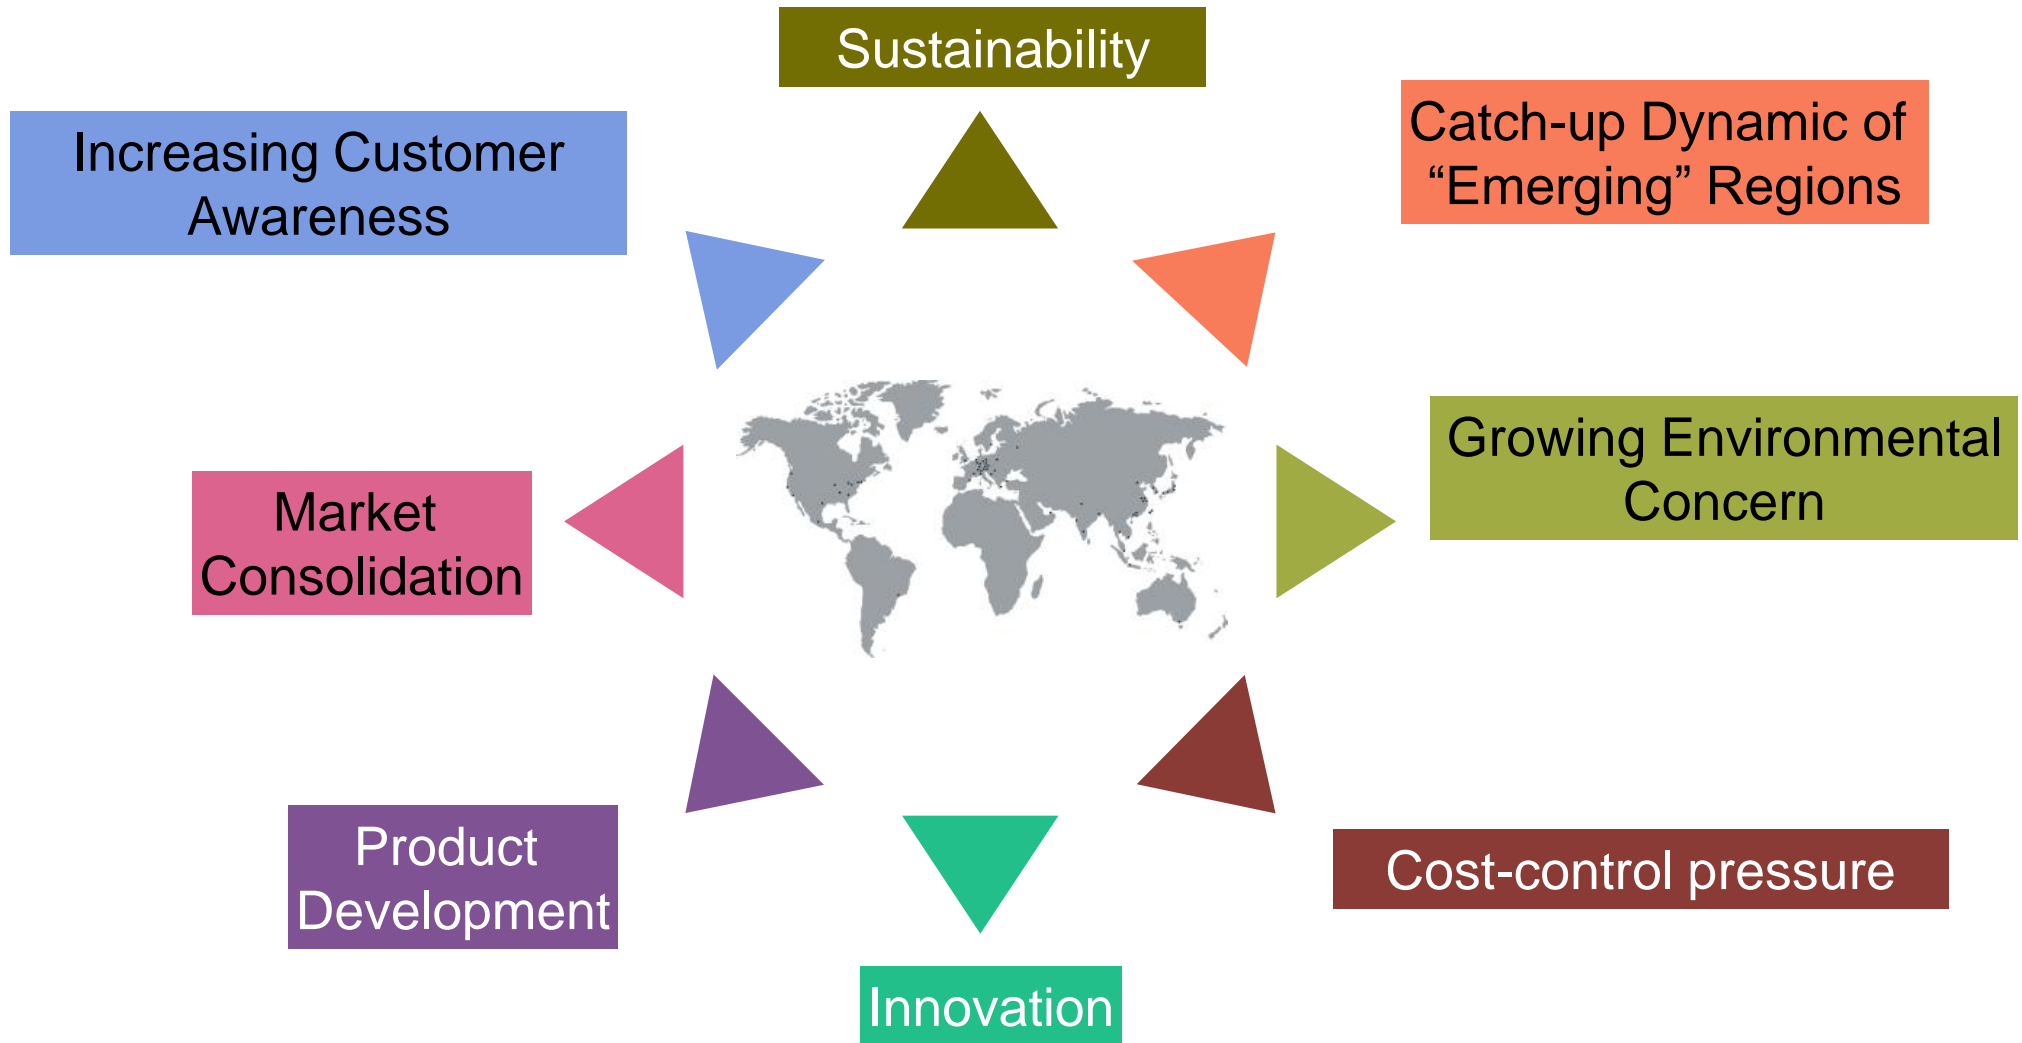 Sustainability
Catch-up Dynamic of
“Emerging” Regions
Increasing Customer
Awareness
Growing Environmental
Concern
Market
Consolidation
Product
Development
Cost-control pressure
Innovation